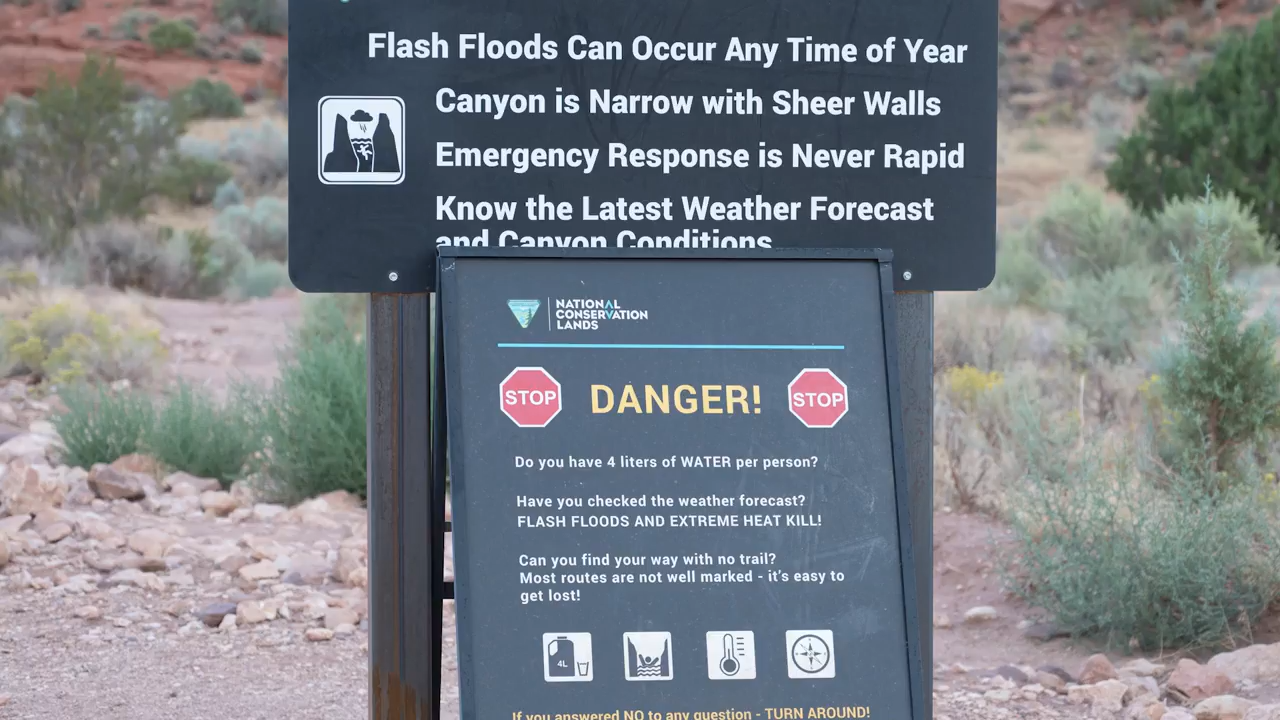 Flash Floods Can Occur Any Time of Year
Canyon is Narrow with Sheer Walls
Emergency Response is Never Rapid
Know the Latest Weather Forecast
and Canyon Conditions
NATIONAL
CONSERVATION
LANDS
STOP DANGER! STOP
Do you have 4 liters of WATER per person?
Have you checked the weather forecast?
FLASH FLOODS AND EXTREME HEAT KILL!
Can you find your way with no trail?
Most routes are not well marked - it's easy to
get lost!
4L
If you answered NO to any question - TURN AROUND!